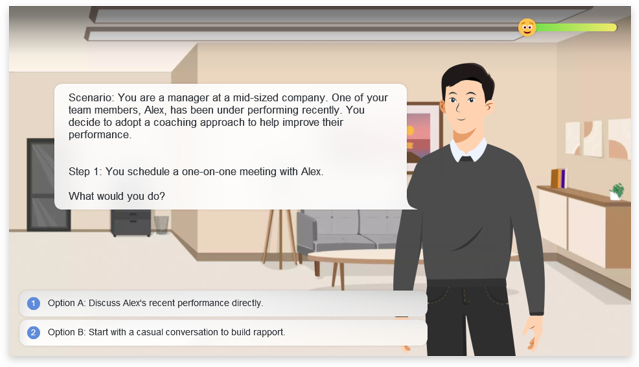 Scenario: You are a manager at a mid-sized company. One of your
team members, Alex, has been under performing recently. You
decide to adopt a coaching approach to help improve their
performance.
Step 1: You schedule a one-on-one meeting with Alex.
What would you do?
1 Option A: Discuss Alex's recent performance directly.
2 Option B: Start with a casual conversation to build rapport.